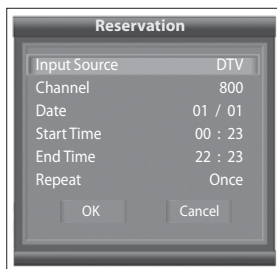 Reservation
Input Source DTV
Channel 800
Date 01 / 01
Start Time 00 : 23
End Time 22 : 23
Repeat Once
OK Cancel